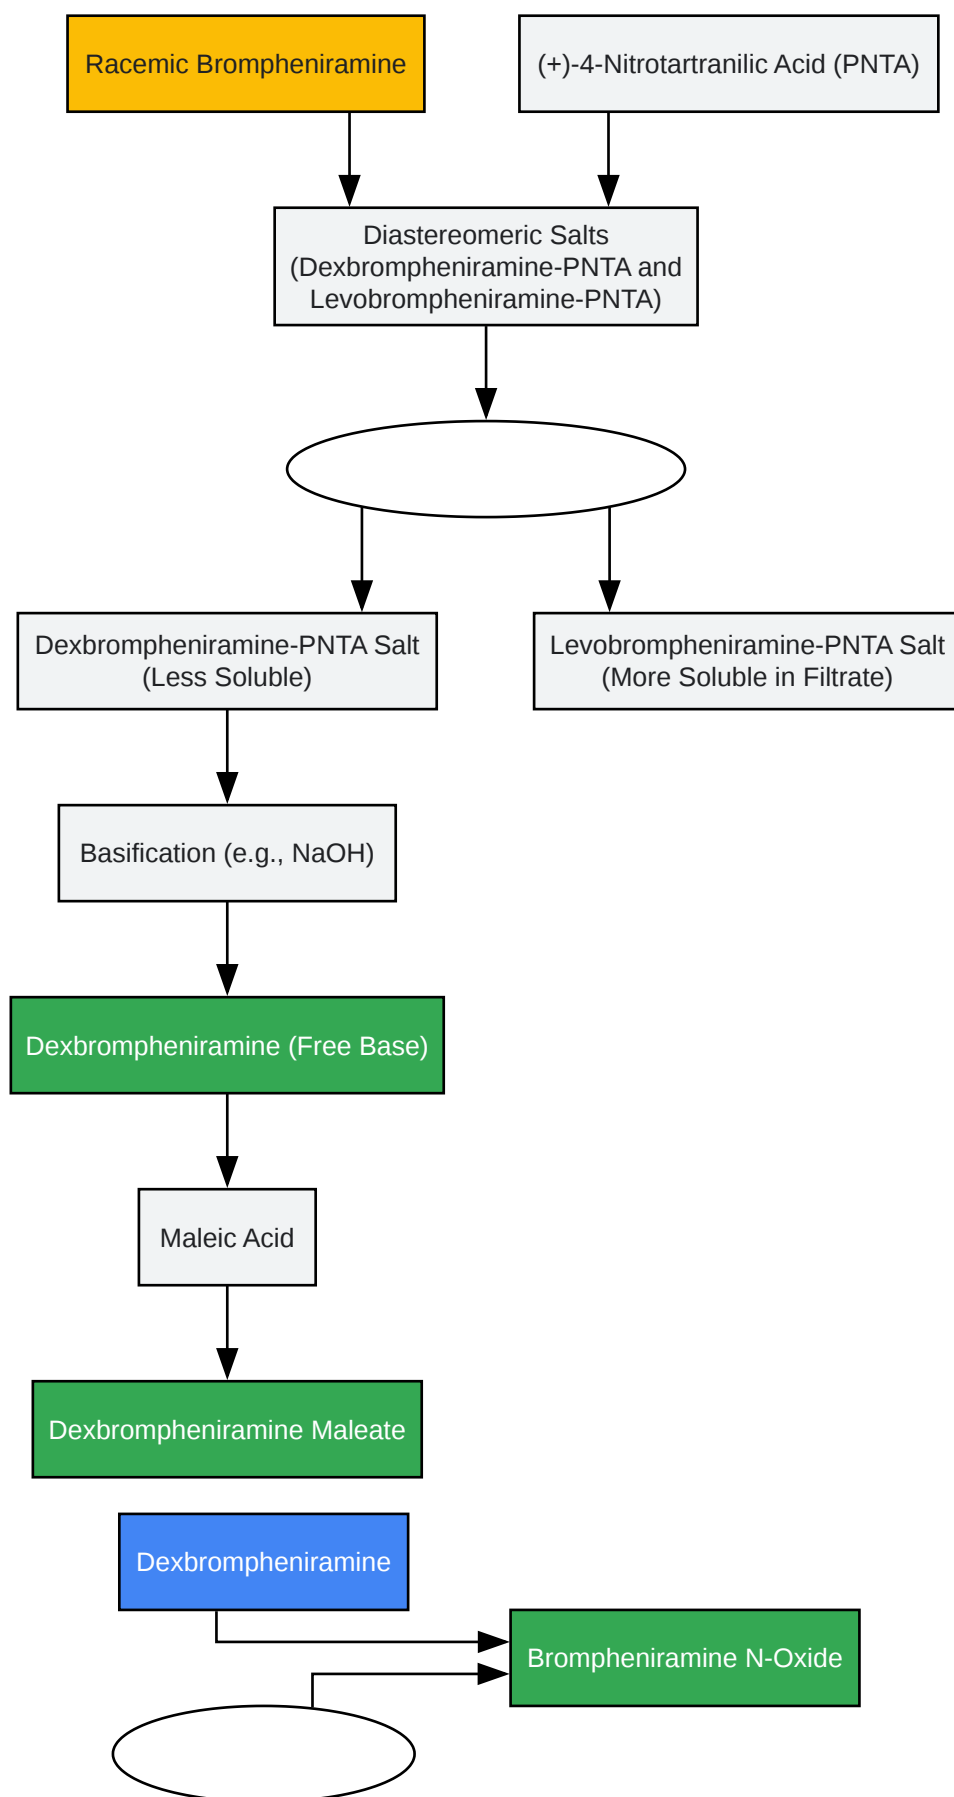 Racemic Brompheniramine
(+)-4-Nitrotartranilic Acid (PNTA)
Diastereomeric Salts
(Dexbrompheniramine-PNTA and
Levobrompheniramine-PNTA)
Dexbrompheniramine-PNTA Salt
(Less Soluble)
Levobrompheniramine-PNTA Salt
(More Soluble in Filtrate)
Basification (e.g., NaOH)
Dexbrompheniramine (Free Base)
Maleic Acid
Dexbrompheniramine Maleate
Dexbrompheniramine
Brompheniramine N-Oxide